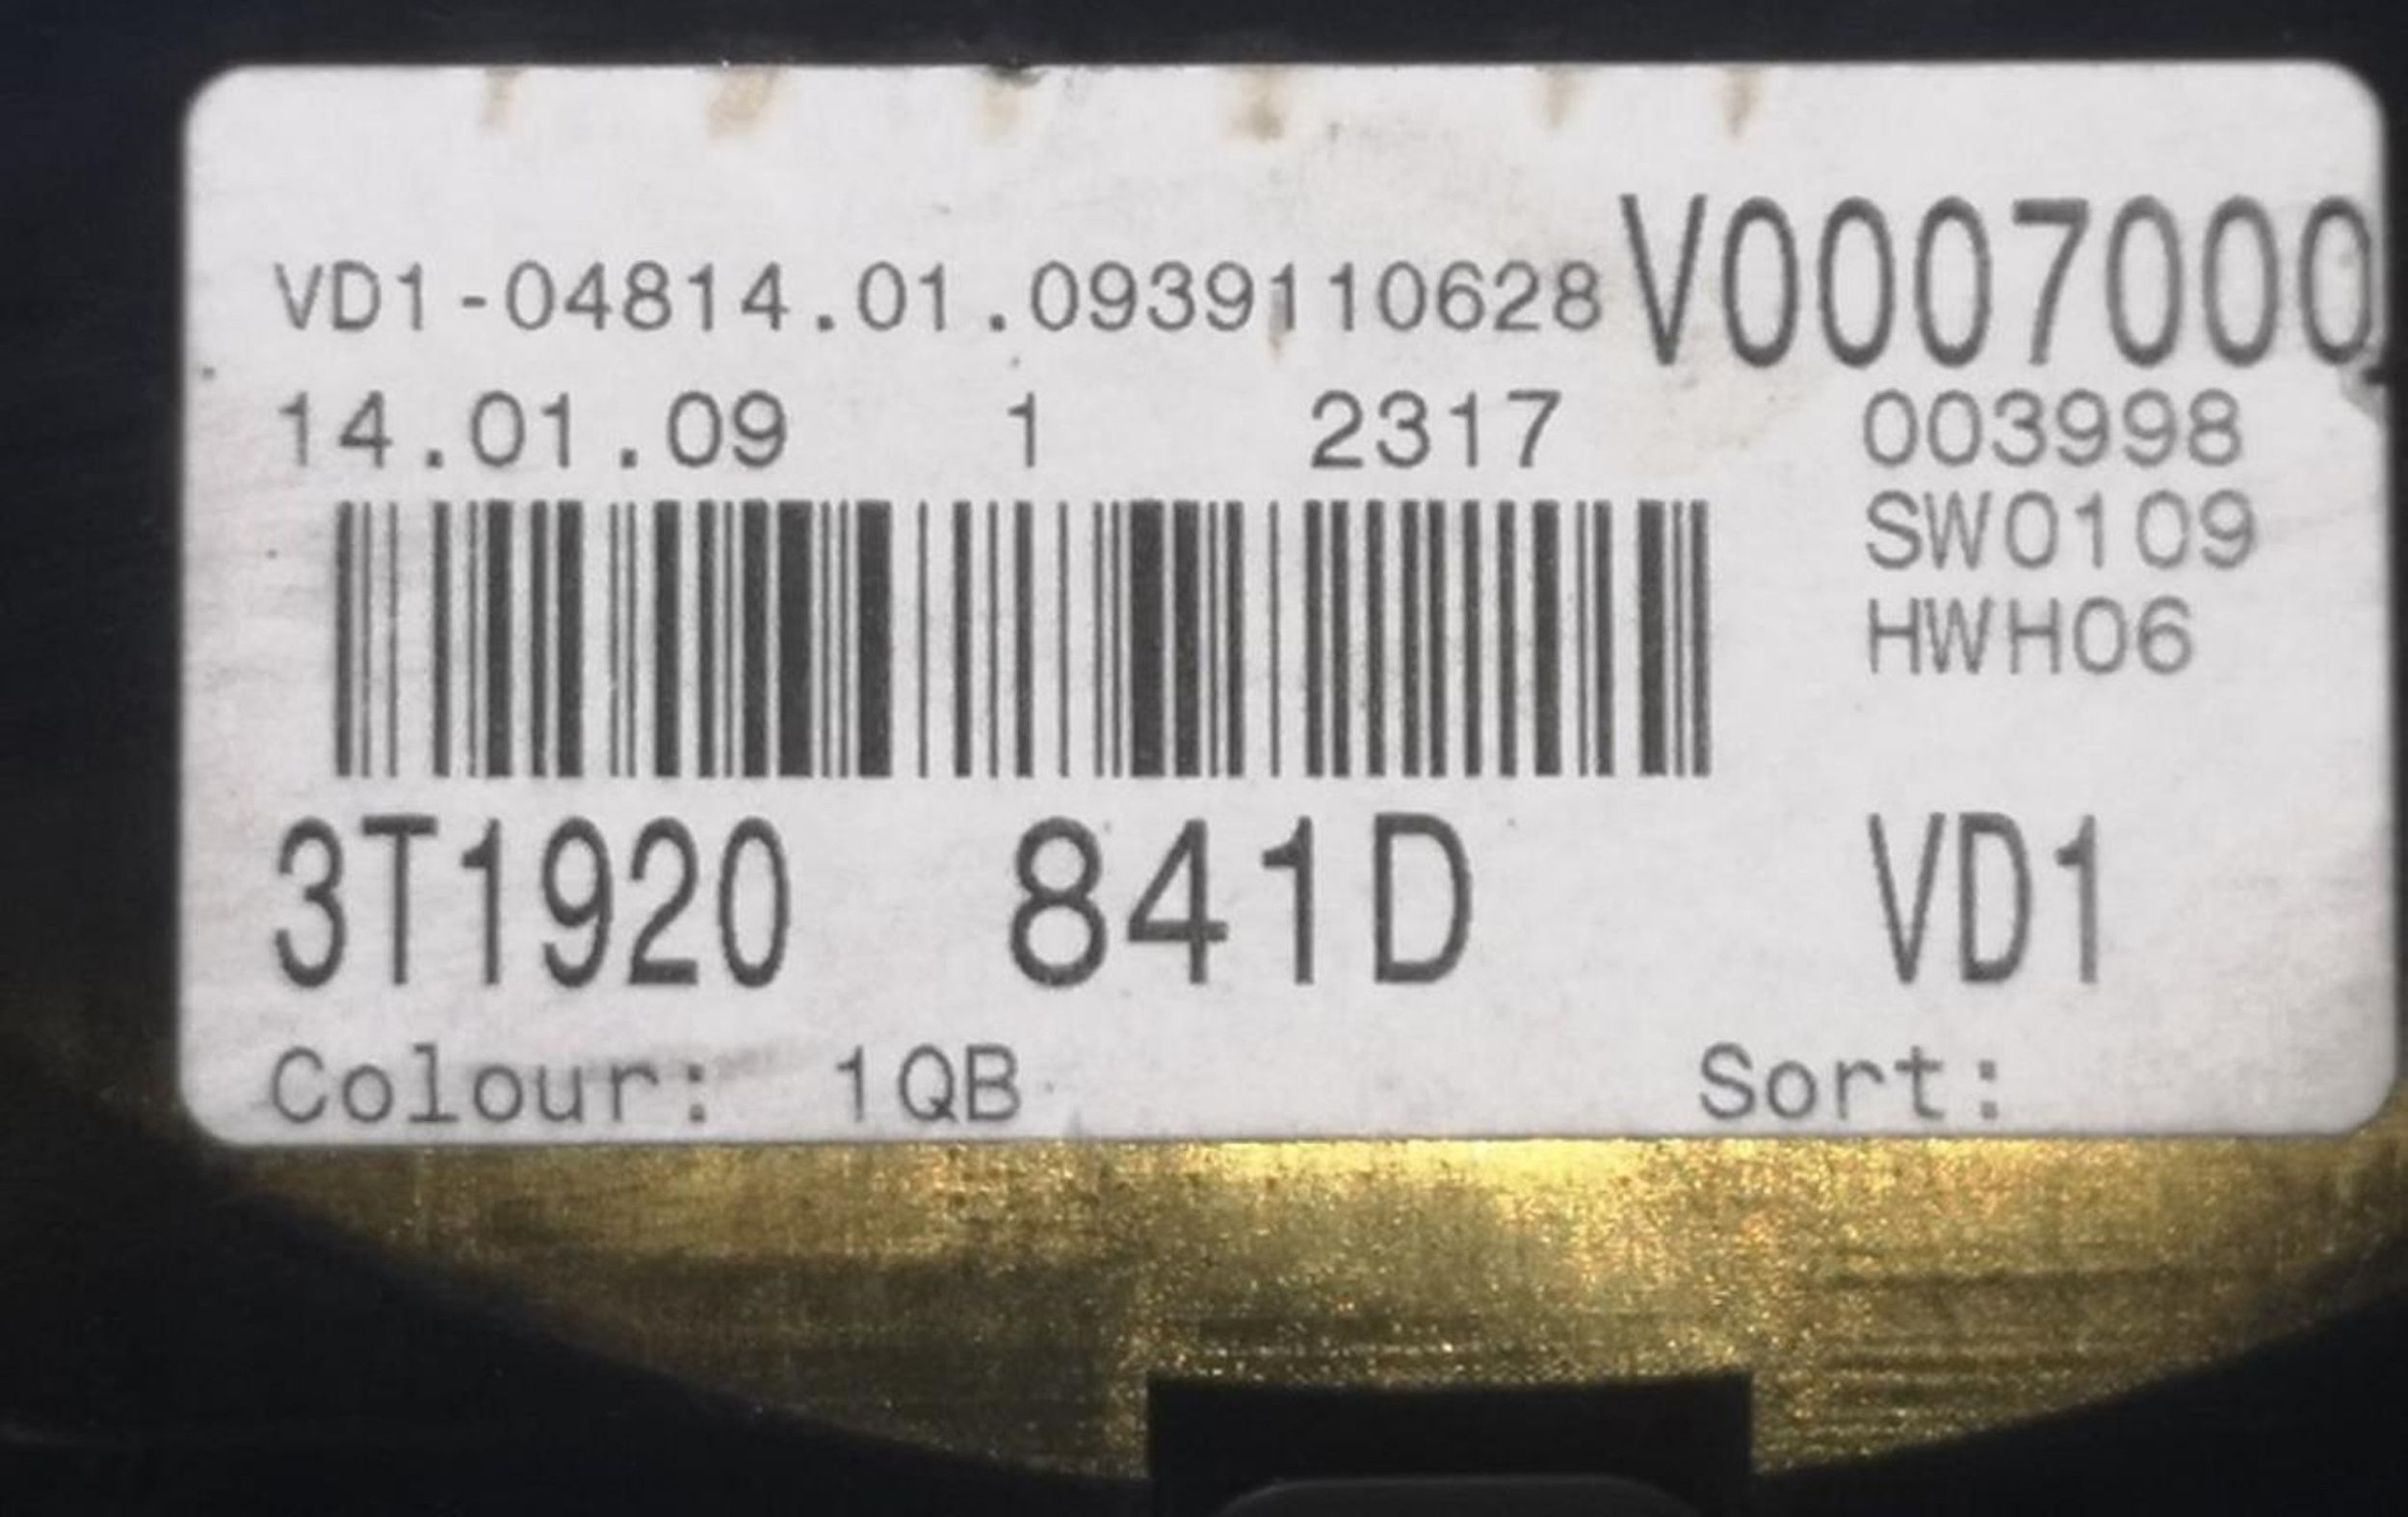 VD1-04814.01.0939110628 V0007000
14.01.09 1 2317 003998
SW0109
HWH06
3T1920 841D VD1
Colour: 1QB Sort: